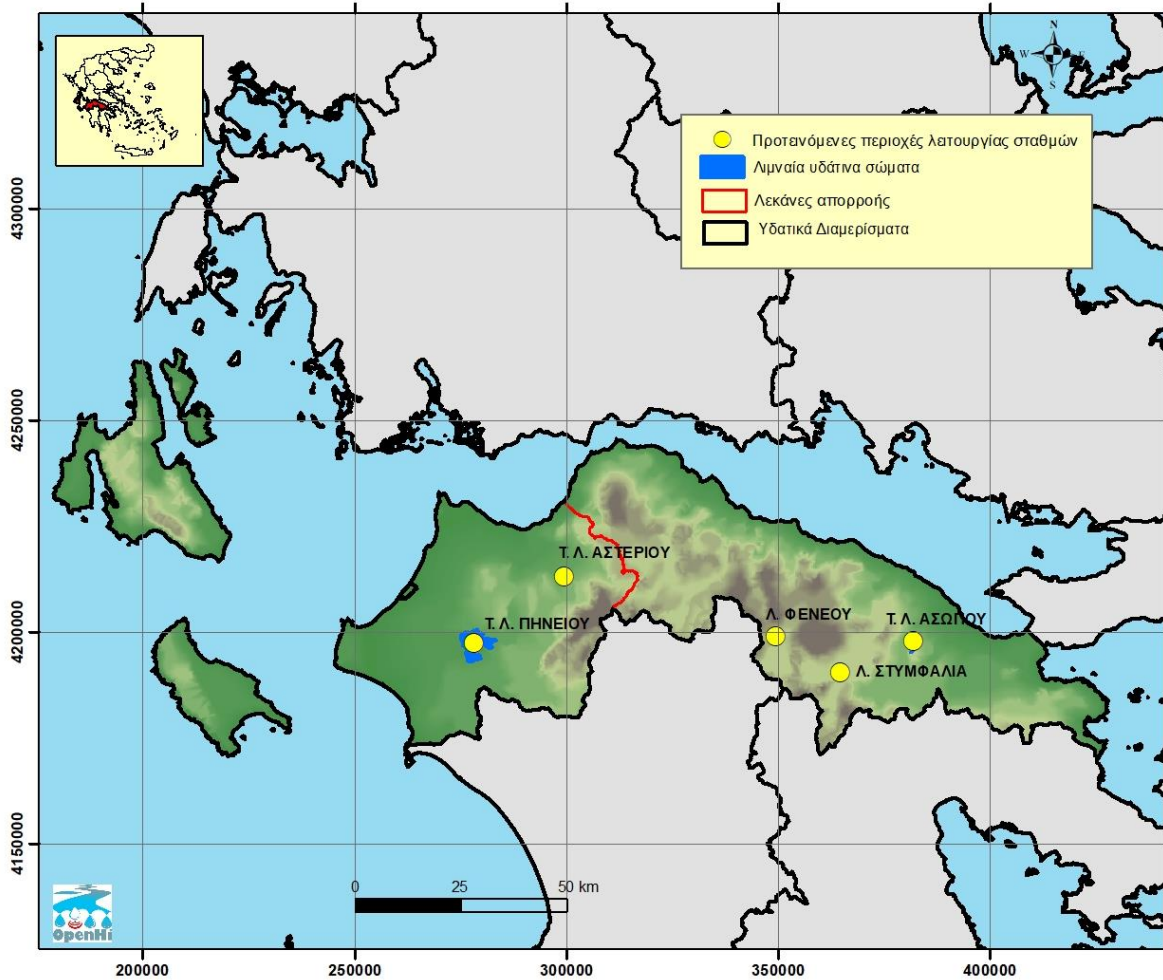 N
W E
S
Προτεινόμενες περιοχές λειτουργίας σταθμών
Λιμναία υδάτινα σώματα
Λεκάνες απορροής
Υδατικά Διαμερίσματα
4300000
4250000
4200000
4150000
Τ. Λ. ΑΣΤΕΡΙΟΥ
Τ. Λ. ΠΗΝΕΙΟΥ
Λ. ΦΕΝΕΟΥ
Τ. Λ. ΑΣΩΠΟΥ
Λ. ΣΤΥΜΦΑΛΙΑ
0 25 50 km
OpenHi
200000 250000 300000 350000 400000